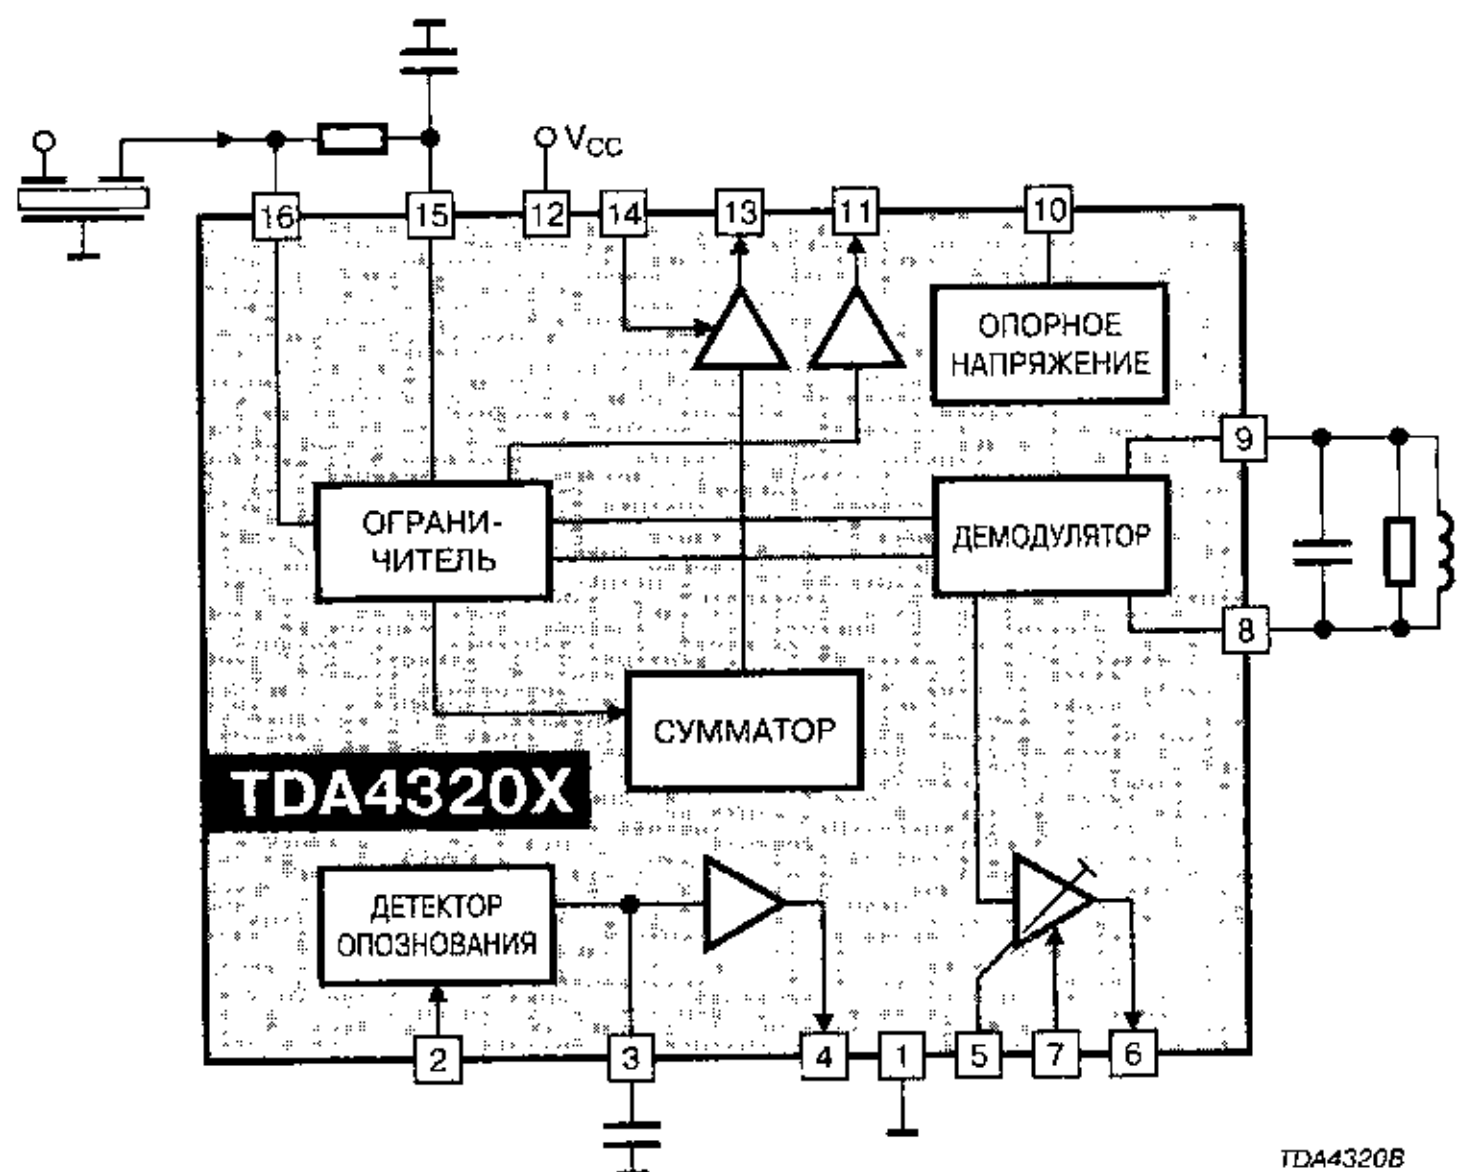 VCC
16
15
12
14
13
11
10
ОПОРНОЕ
НАПРЯЖЕНИЕ
9
ОГРАНИ-
ЧИТЕЛЬ
ДЕМОДУЛЯТОР
8
СУММАТОР
TDA4320X
ДЕТЕКТОР
ОПОЗНОВАНИЯ
2
3
4
1
5
7
6
TDA4320B